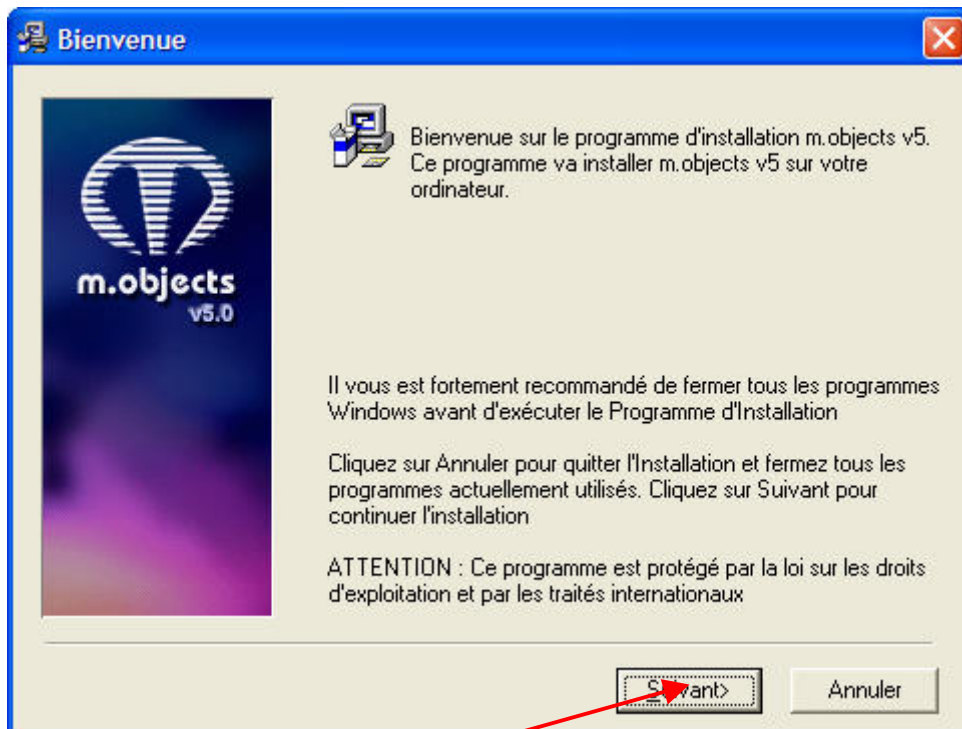 Bienvenue
m.objects
v5.0
Bienvenue sur le programme d'installation m.objects v5.
Ce programme va installer m.objects v5 sur votre
ordinateur.
Il vous est fortement recommandé de fermer tous les programmes
Windows avant d'exécuter le Programme d'Installation
Cliquez sur Annuler pour quitter l'Installation et fermez tous les
programmes actuellement utilisés. Cliquez sur Suivant pour
continuer l'installation
ATTENTION : Ce programme est protégé par la loi sur les droits
d'exploitation et par les traités internationaux
Suivant>
Annuler